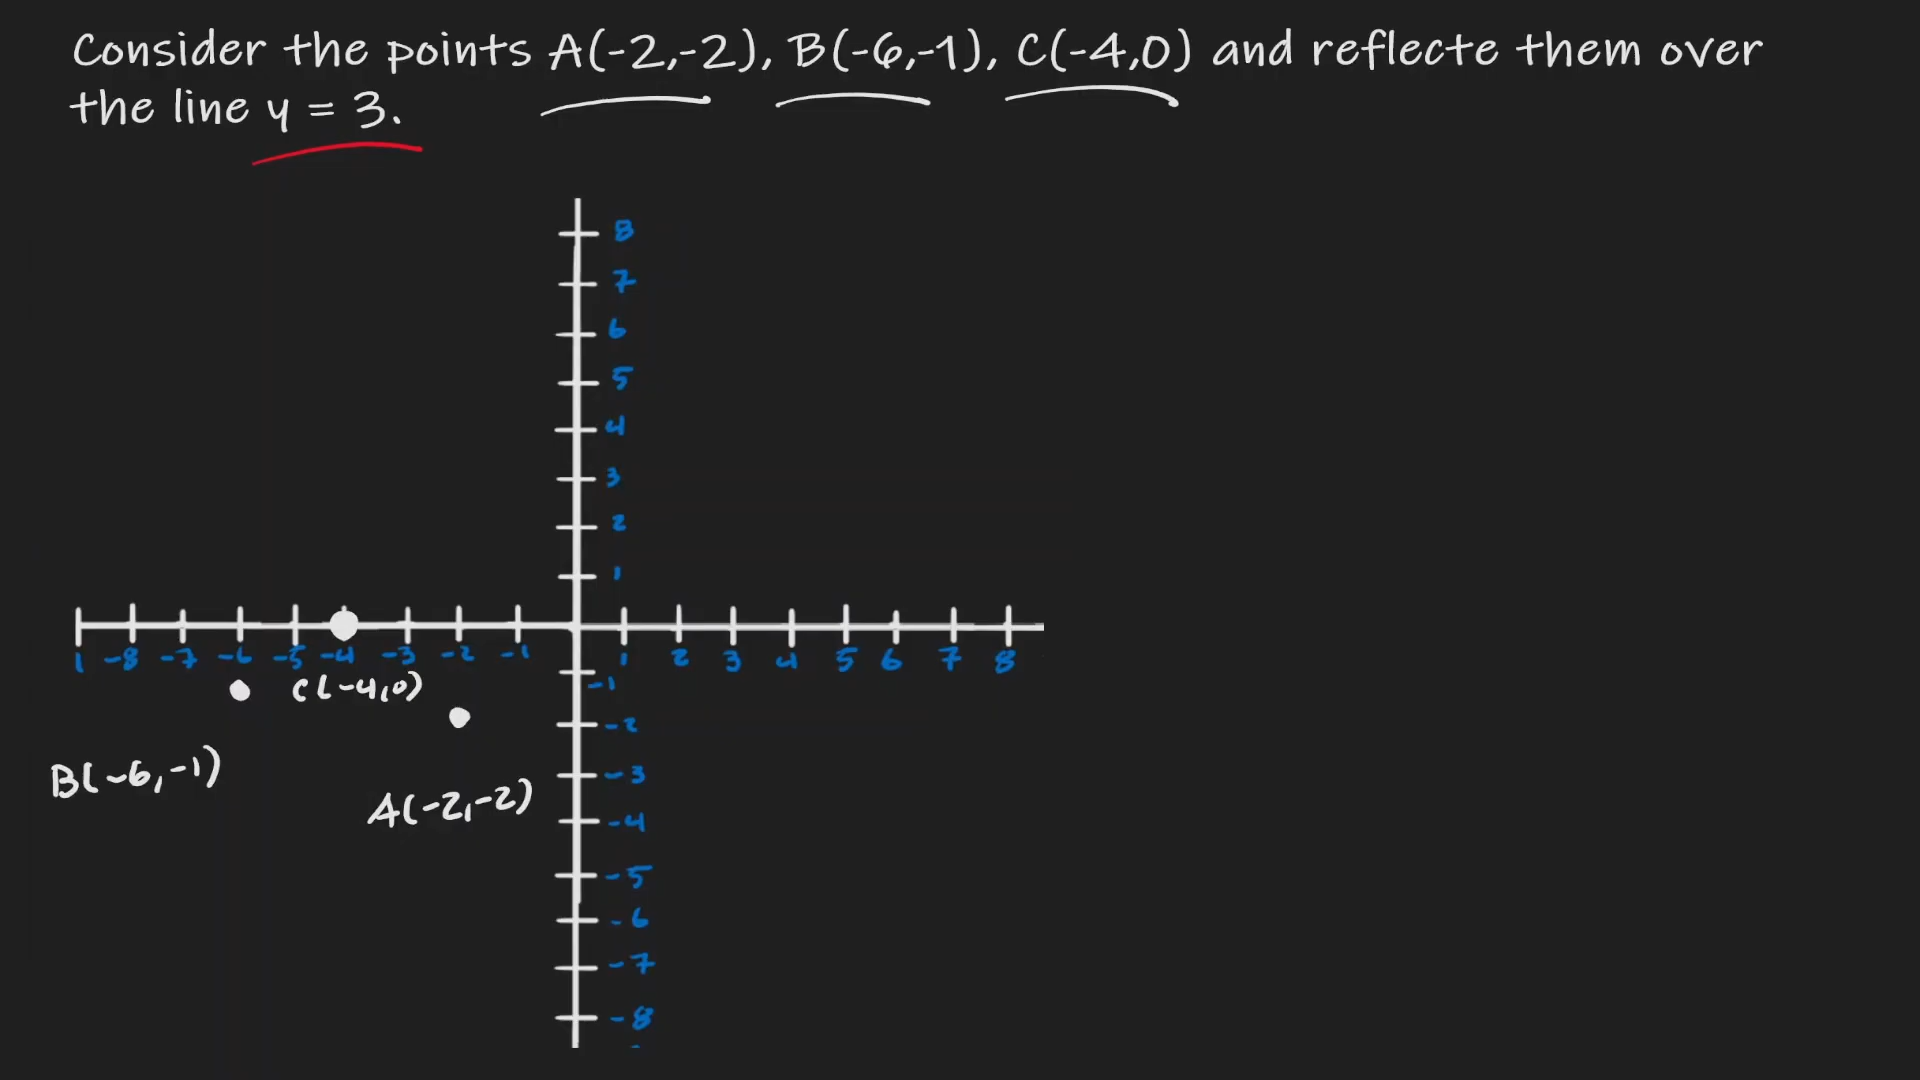 Consider the points A(-2,-2), B(-6,-1), C(-4,0) and reflecte them over
the line y = 3.
8
7
6
5
4
3
2
1
1 -8 -7 -6 -5 -4 -3 -2 -1 1 2 3 4 5 6 7 8
C(-4,0) -1
-2
B(-6,-1) -3
A(-2,-2) -4
-5
-6
-7
-8